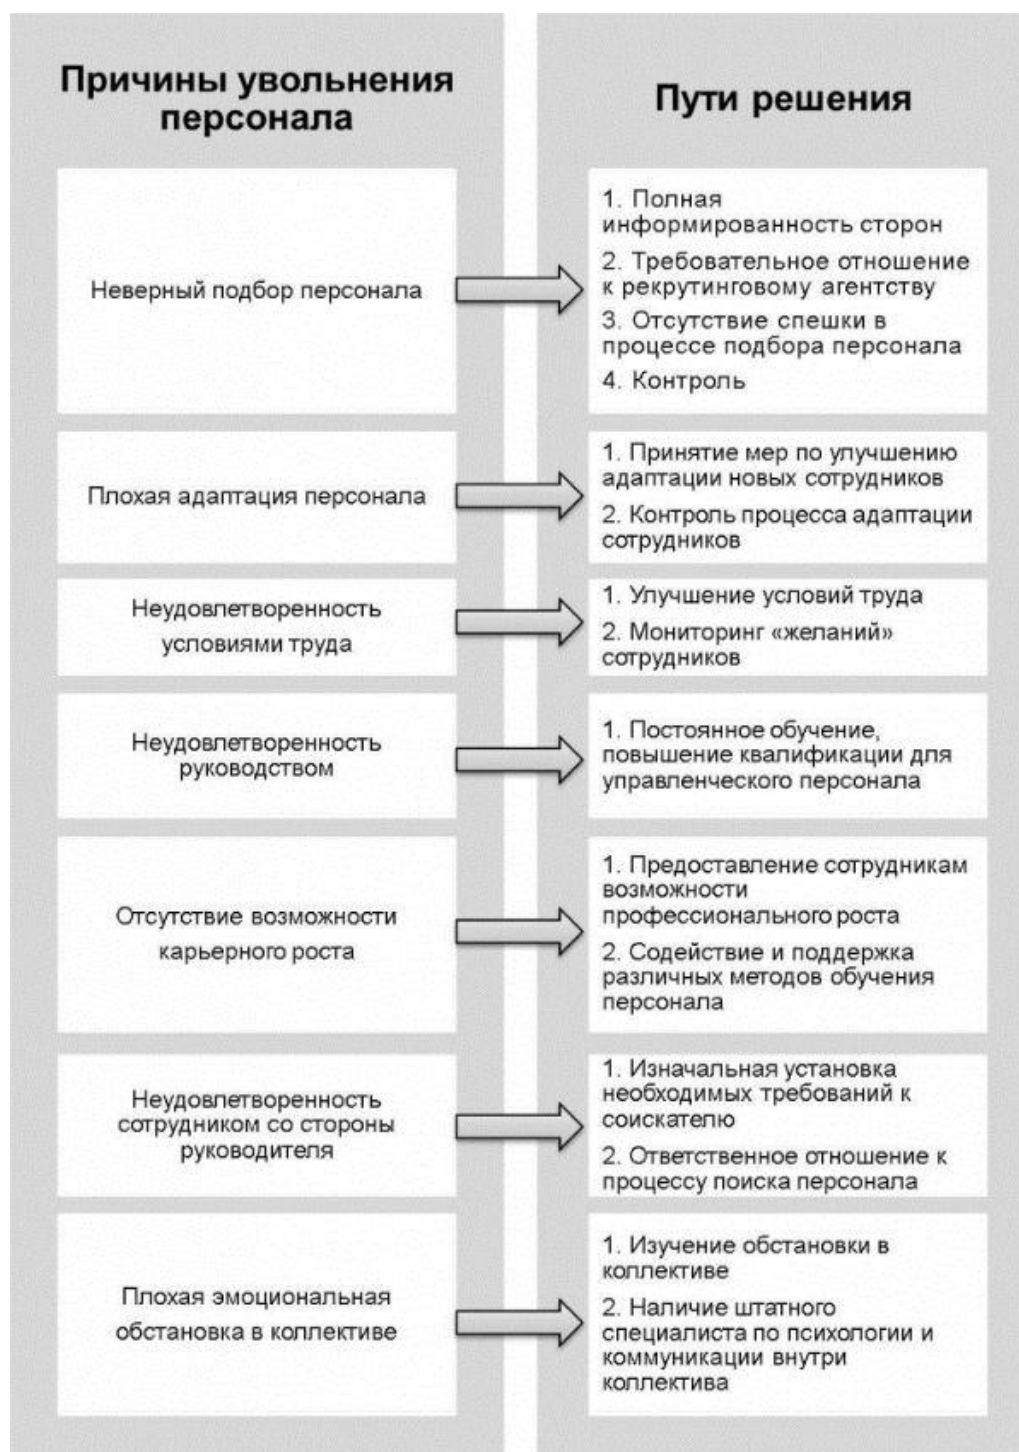 Причины увольнения
персонала
Пути решения
Неверный подбор персонала
1. Полная
информированность сторон
2. Требовательное отношение
к рекрутинговому агентству
3. Отсутствие спешки в
процессе подбора персонала
4. Контроль
Плохая адаптация персонала
1. Принятие мер по улучшению
адаптации новых сотрудников
2. Контроль процесса адаптации
сотрудников
Неудовлетворенность
условиями труда
1. Улучшение условий труда
2. Мониторинг «желаний»
сотрудников
Неудовлетворенность
руководством
1. Постоянное обучение,
повышение квалификации для
управленческого персонала
Отсутствие возможности
карьерного роста
1. Предоставление сотрудникам
возможности
профессионального роста
2. Содействие и поддержка
различных методов обучения
персонала
Неудовлетворенность
сотрудником со стороны
руководителя
1. Изначальная установка
необходимых требований к
соискателю
2. Ответственное отношение к
процессу поиска персонала
Плохая эмоциональная
обстановка в коллективе
1. Изучение обстановки в
коллективе
2. Наличие штатного
специалиста по психологии и
коммуникации внутри
коллектива